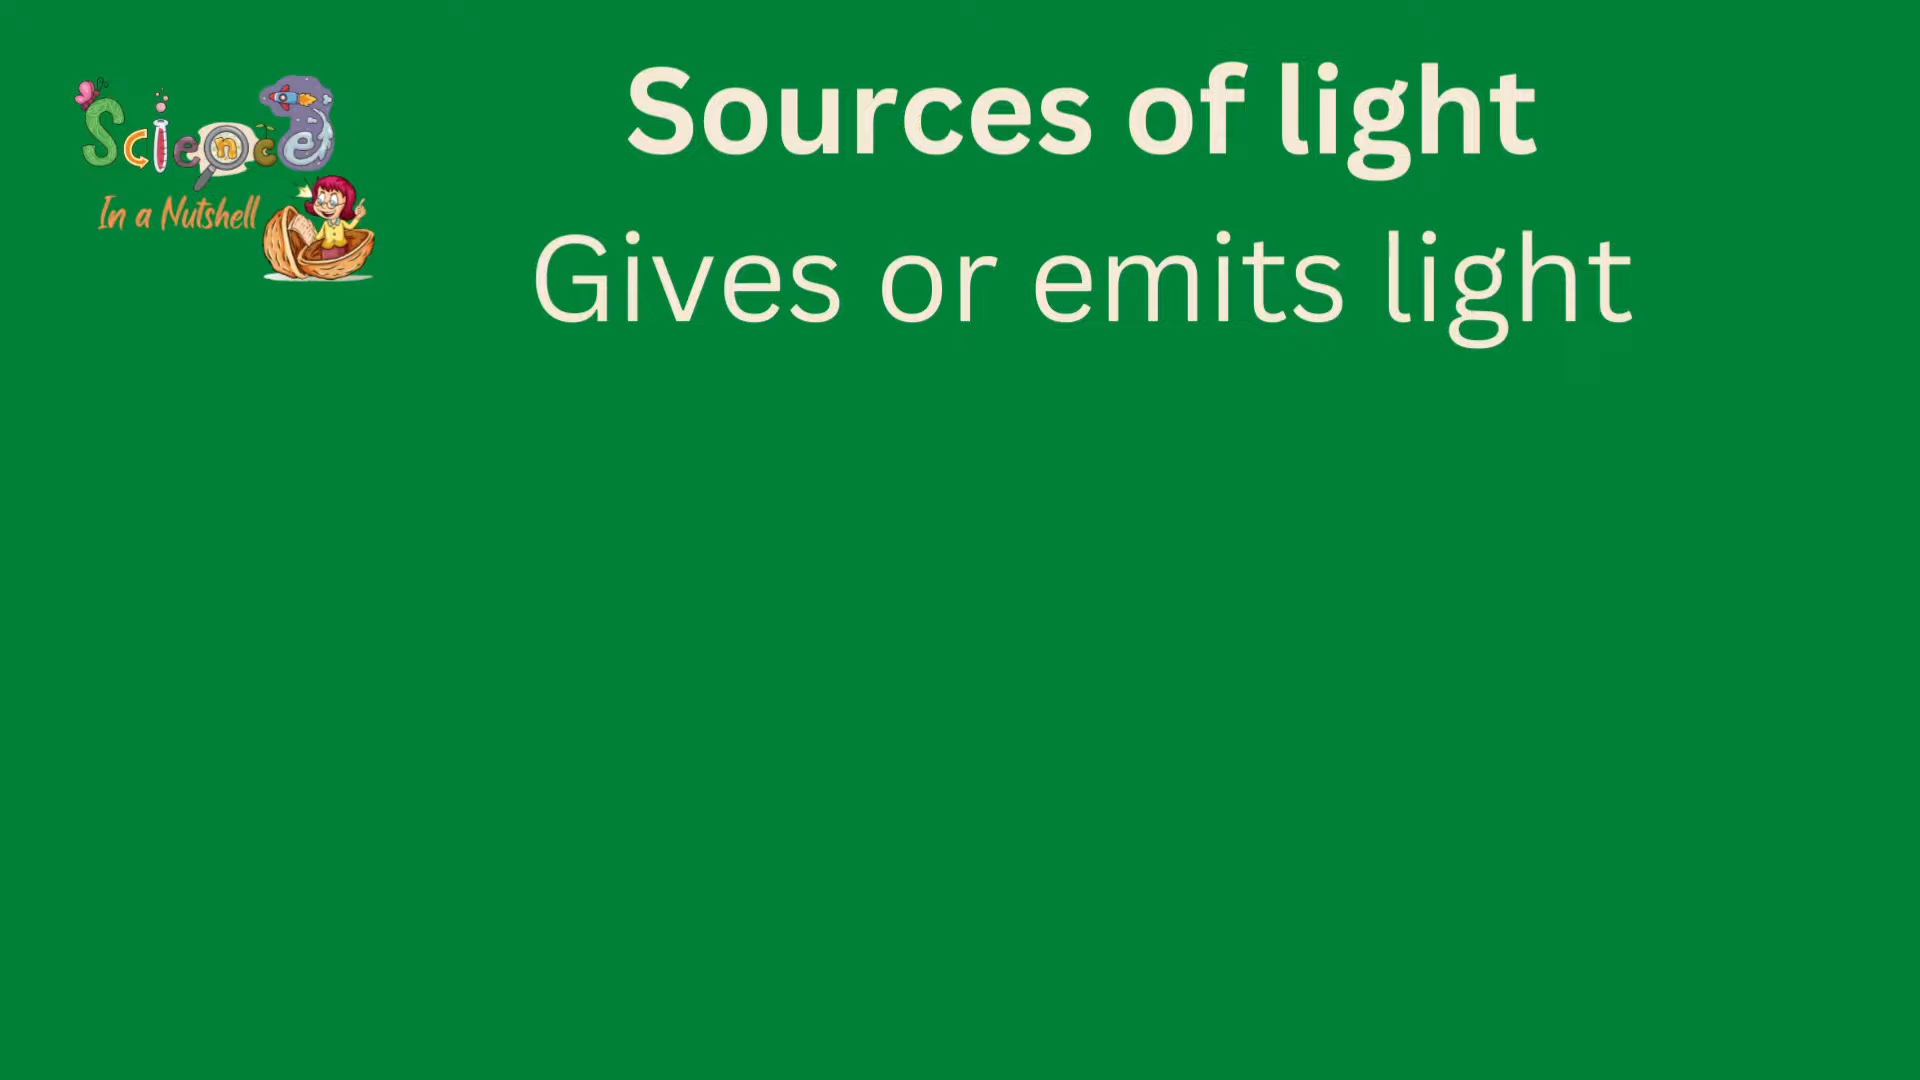 Sources of light
Science
In a Nutshell
Gives or emits light